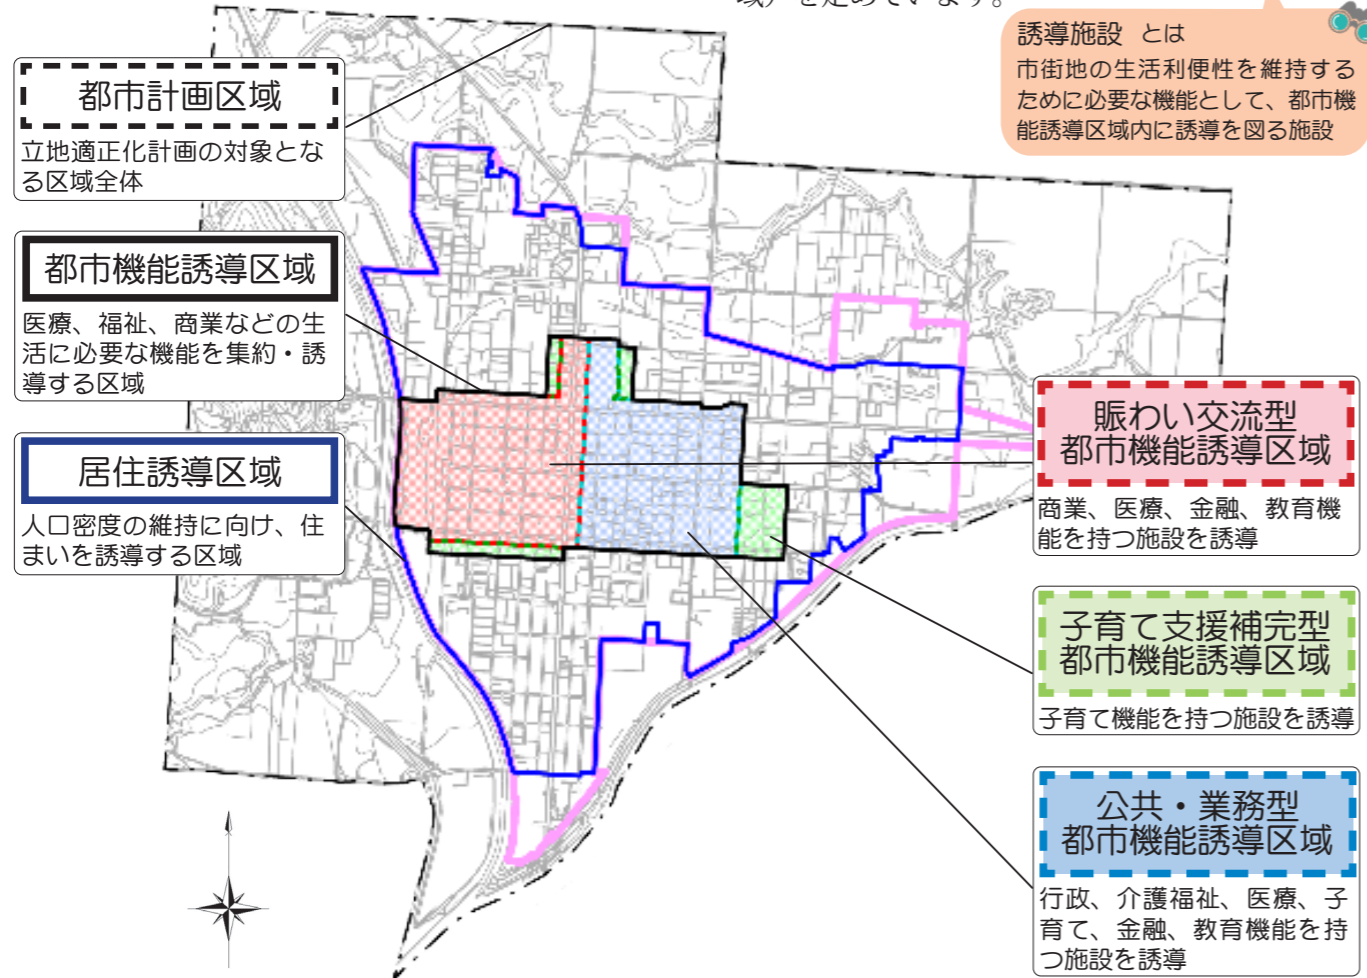 域）を定めています。
誘導施設 とは
市街地の生活利便性を維持する
ために必要な機能として、都市機
能誘導区域内に誘導を図る施設
都市計画区域
立地適正化計画の対象とな
る区域全体
都市機能誘導区域
医療、福祉、商業などの生
活に必要な機能を集約・誘
導する区域
居住誘導区域
人口密度の維持に向け、住
まいを誘導する区域
賑わい交流型
都市機能誘導区域
商業、医療、金融、教育機
能を持つ施設を誘導
子育て支援補完型
都市機能誘導区域
子育て機能を持つ施設を誘導
公共・業務型
都市機能誘導区域
行政、介護福祉、医療、子
育て、金融、教育機能を持
つ施設を誘導